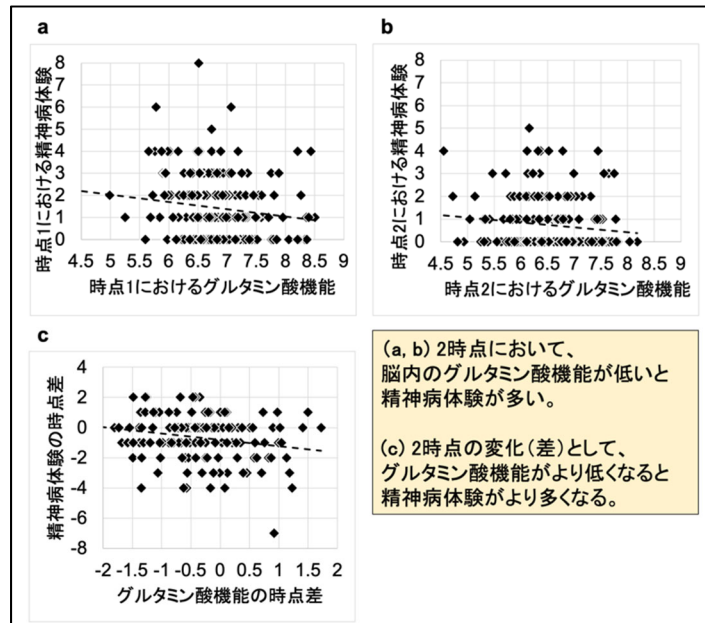 a
時点1における精神病体験
8
7
6
5
4
3
2
1
0
4.5 5 5.5 6 6.5 7 7.5 8 8.5 9
時点1におけるグルタミン酸機能
b
時点2における精神病体験
8
7
6
5
4
3
2
1
0
4.5 5 5.5 6 6.5 7 7.5 8 8.5 9
時点2におけるグルタミン酸機能
c
精神病体験の時点差
4
2
0
-2
-4
-6
-8
-2 -1.5 -1 -0.5 0 0.5 1 1.5 2
グルタミン酸機能の時点差
(a, b) 2時点において、
脳内のグルタミン酸機能が低いと
精神病体験が多い。
(c) 2時点の変化(差)として、
グルタミン酸機能がより低くなると
精神病体験がより多くなる。